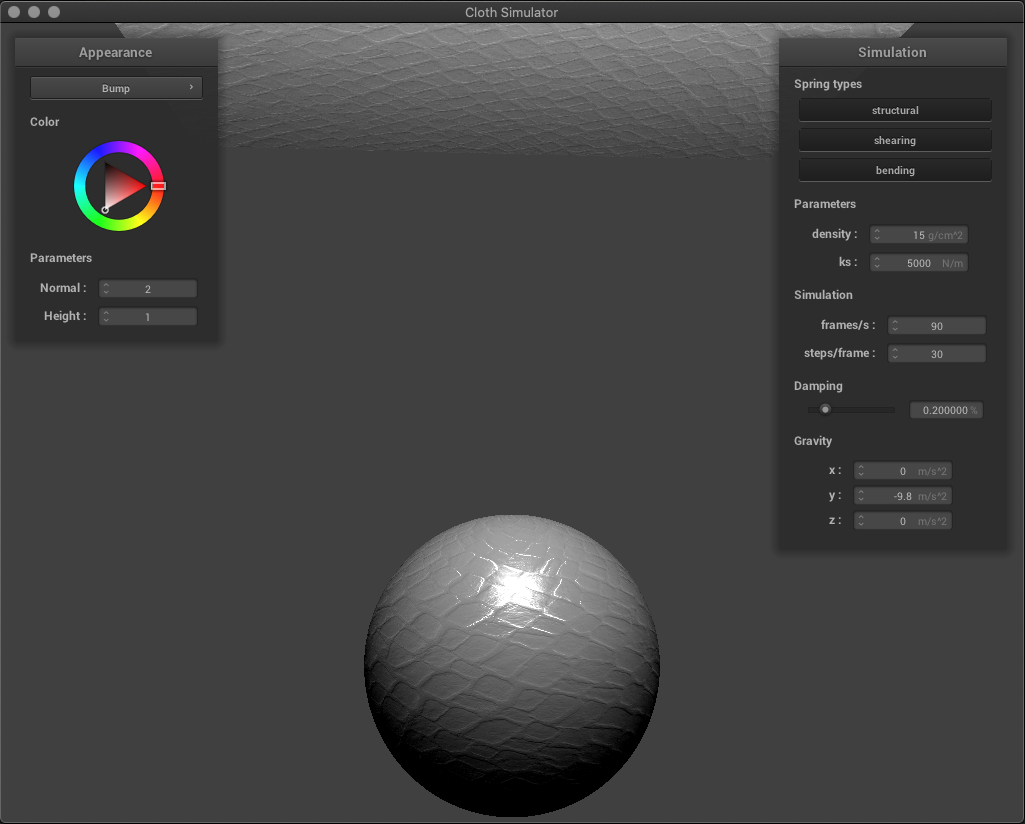 Cloth Simulator
Appearance
Bump
Color
Parameters
Normal : 2
Height : 1
Simulation
Spring types
structural
shearing
bending
Parameters
density : 15 g/cm^2
ks : 5000 N/m
Simulation
frames/s : 90
steps/frame : 30
Damping
0.200000 %
Gravity
x : 0 m/s^2
y : -9.8 m/s^2
z : 0 m/s^2